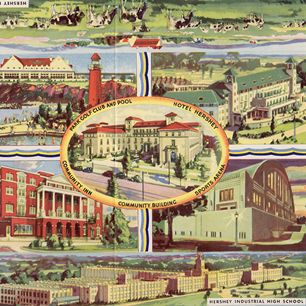 HERSHEY
PARK GOLF CLUB AND POOL
HOTEL HERSHEY
COMMUNITY INN
COMMUNITY BUILDING
SPORTS ARENA
HERSHEY INDUSTRIAL HIGH SCHOOL